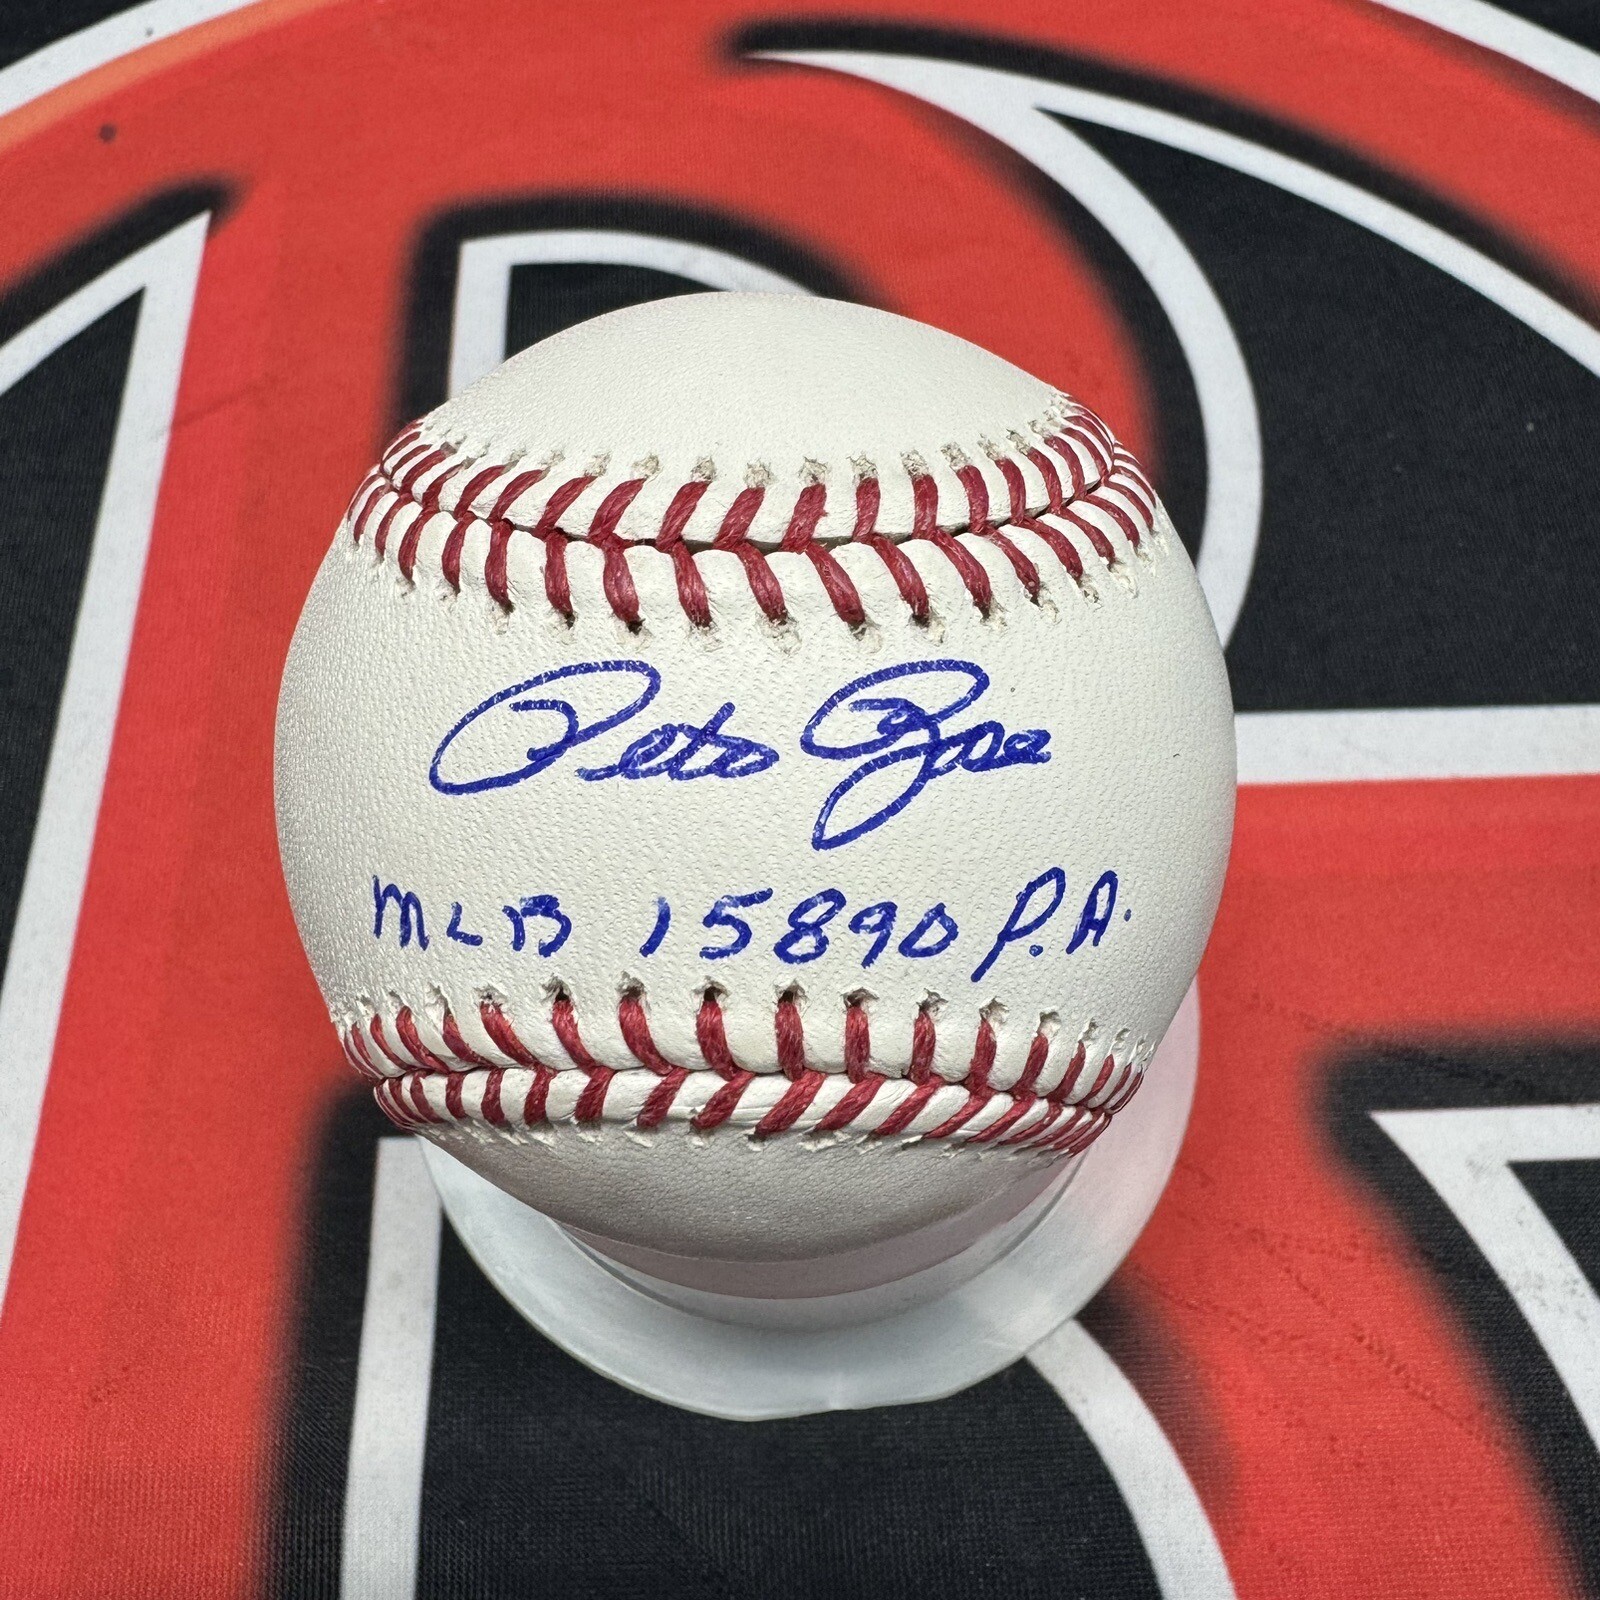 Pete Rose
MLB 15890 P.A.